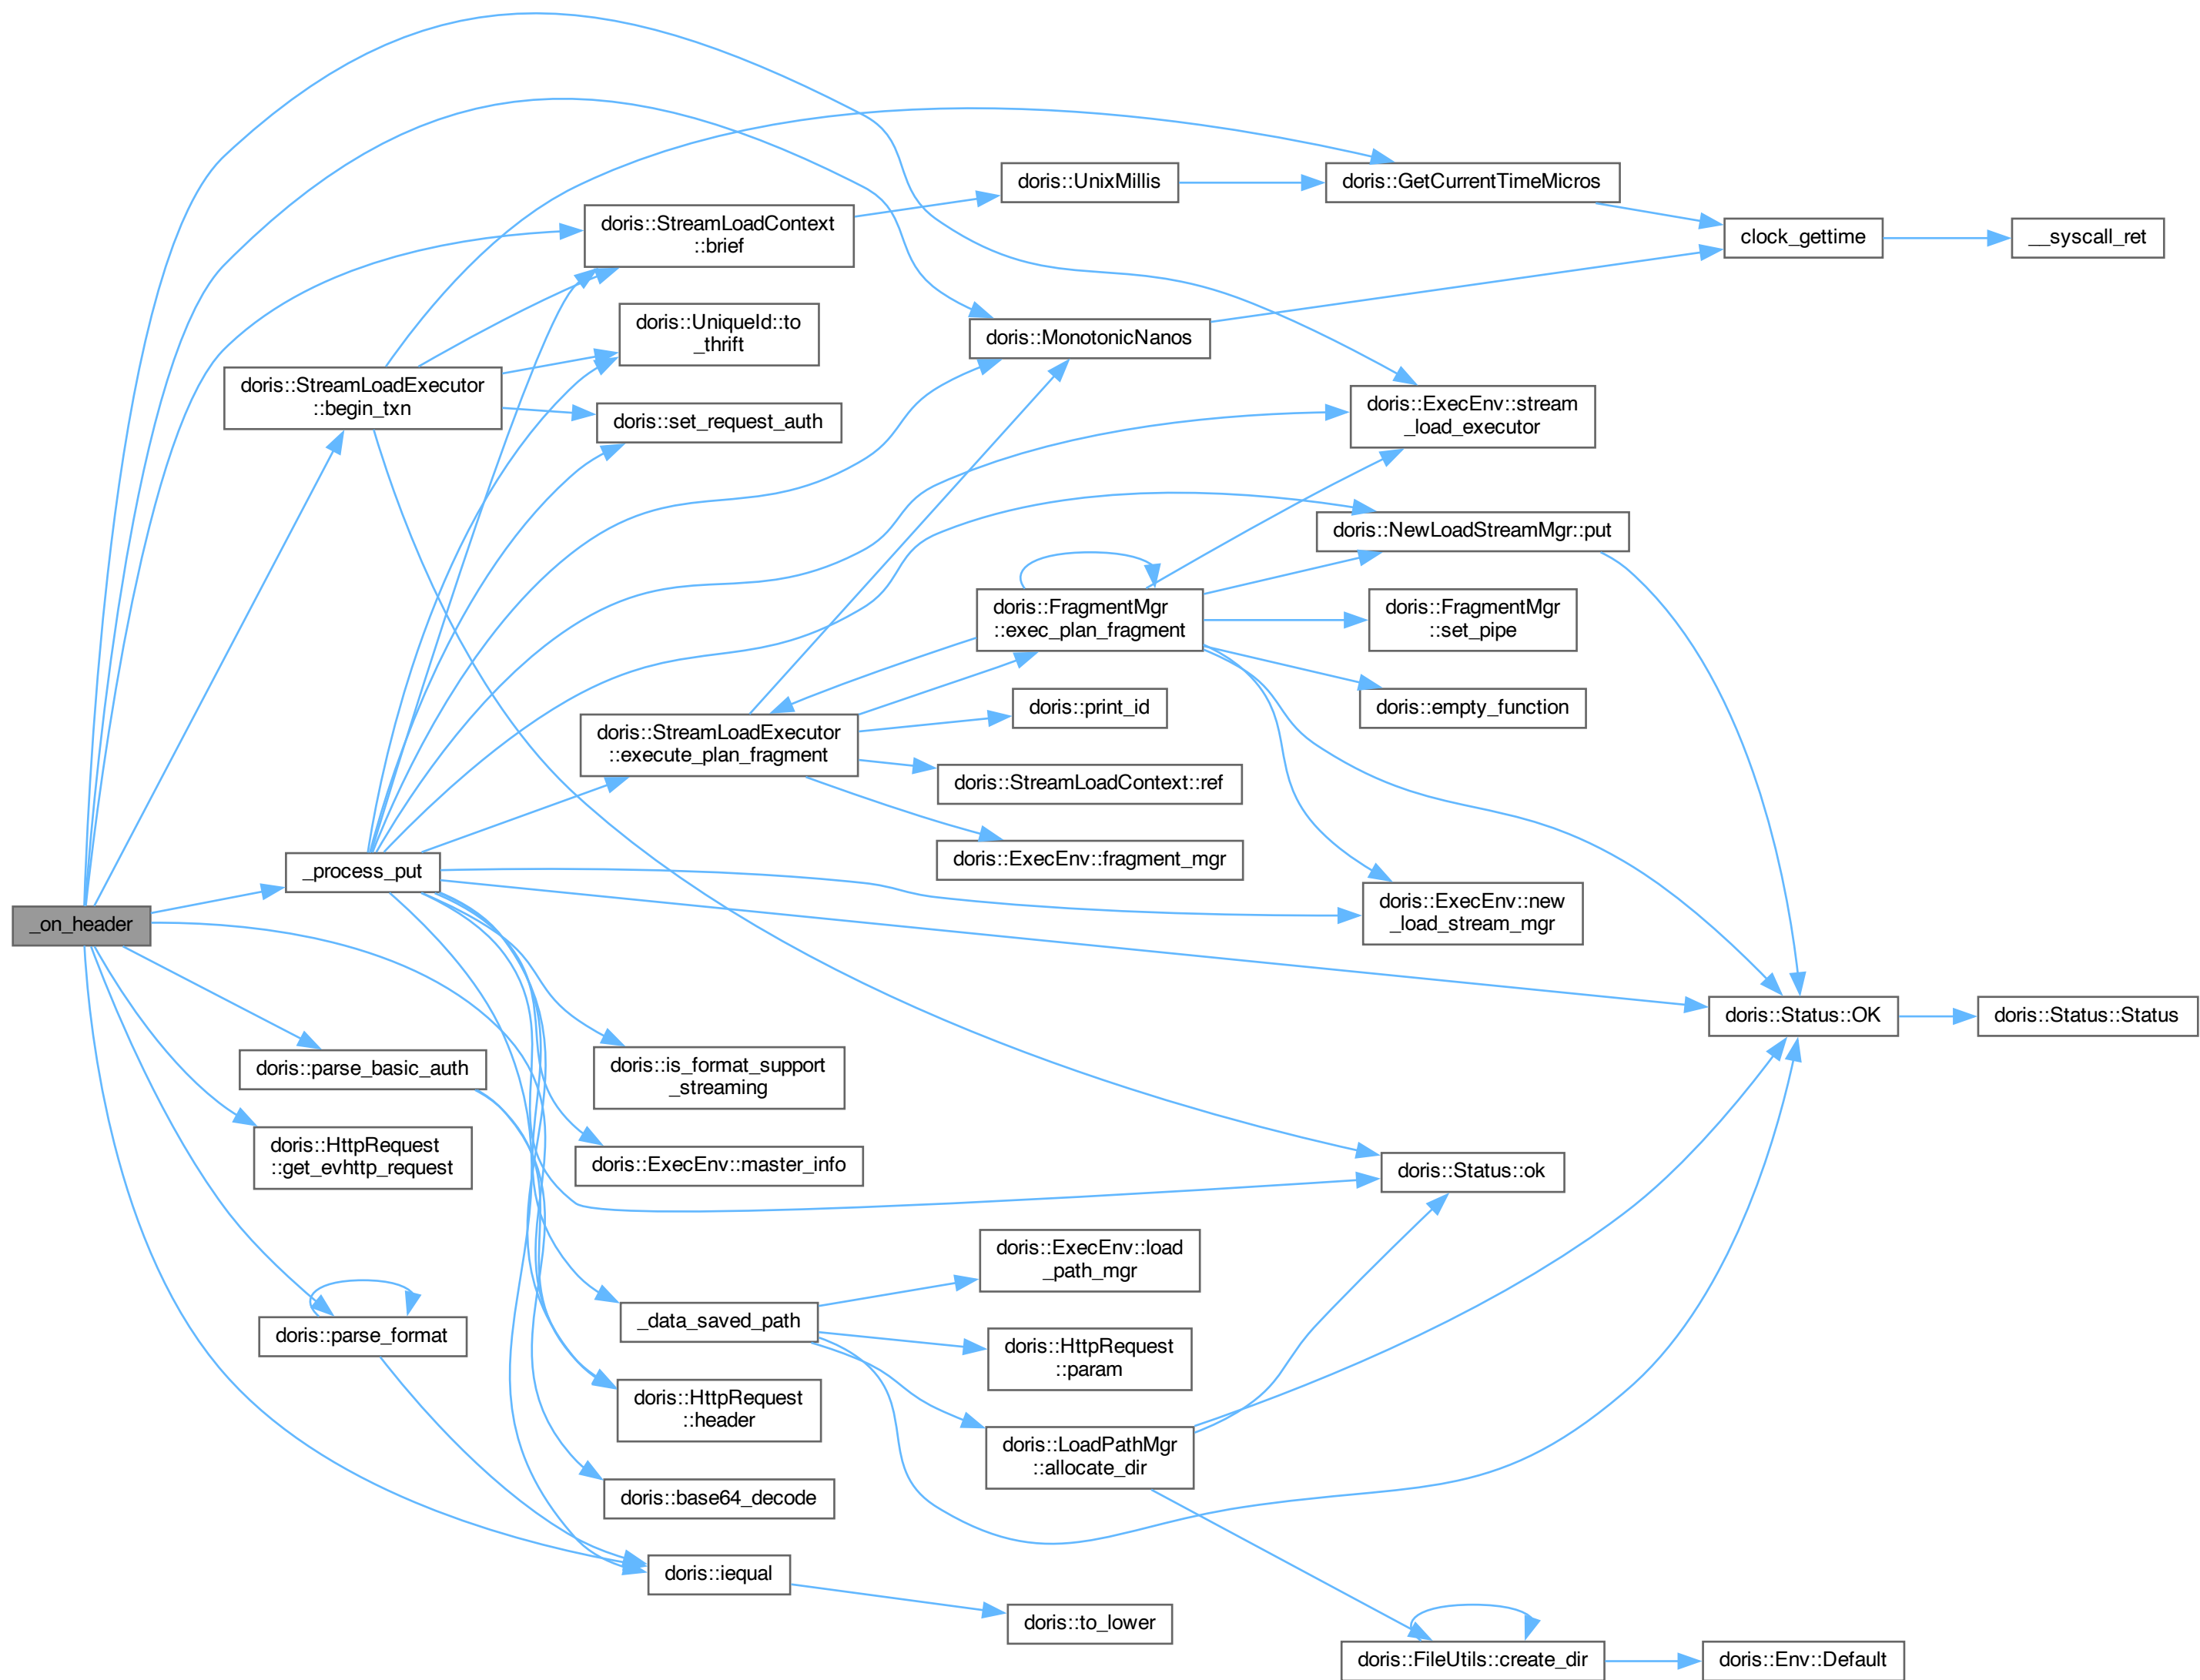 doris::UnixMillis
doris::GetCurrentTimeMicros
doris::StreamLoadContext
::brief
clock_gettime
__syscall_ret
doris::UniqueId::to
_thrift
doris::MonotonicNanos
doris::StreamLoadExecutor
::begin_txn
doris::set_request_auth
doris::ExecEnv::stream
_load_executor
doris::NewLoadStreamMgr::put
doris::FragmentMgr
::exec_plan_fragment
doris::FragmentMgr
::set_pipe
doris::print_id
doris::empty_function
doris::StreamLoadExecutor
::execute_plan_fragment
doris::StreamLoadContext::ref
doris::ExecEnv::fragment_mgr
_process_put
doris::ExecEnv::new
_load_stream_mgr
_on_header
doris::Status::OK
doris::Status::Status
doris::parse_basic_auth
doris::is_format_support
_streaming
doris::HttpRequest
::get_evhttp_request
doris::ExecEnv::master_info
doris::Status::ok
doris::ExecEnv::load
_path_mgr
_data_saved_path
doris::parse_format
doris::HttpRequest
::param
doris::HttpRequest
::header
doris::LoadPathMgr
::allocate_dir
doris::base64_decode
doris::iequal
doris::to_lower
doris::FileUtils::create_dir
doris::Env::Default